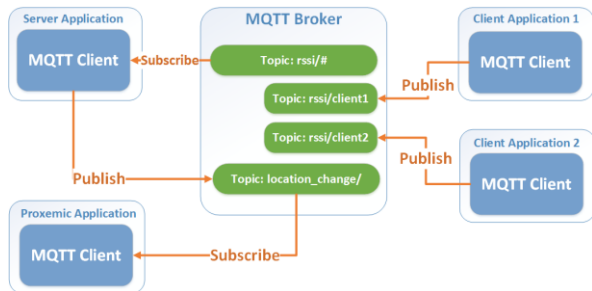 Server Application
MQTT Client
Subscribe
Publish
MQTT Broker
Topic: rssi/#
Topic: rssi/client1
Topic: rssi/client2
Topic: location_change/
Client Application 1
MQTT Client
Publish
Client Application 2
Publish
MQTT Client
Proxemic Application
MQTT Client
Subscribe